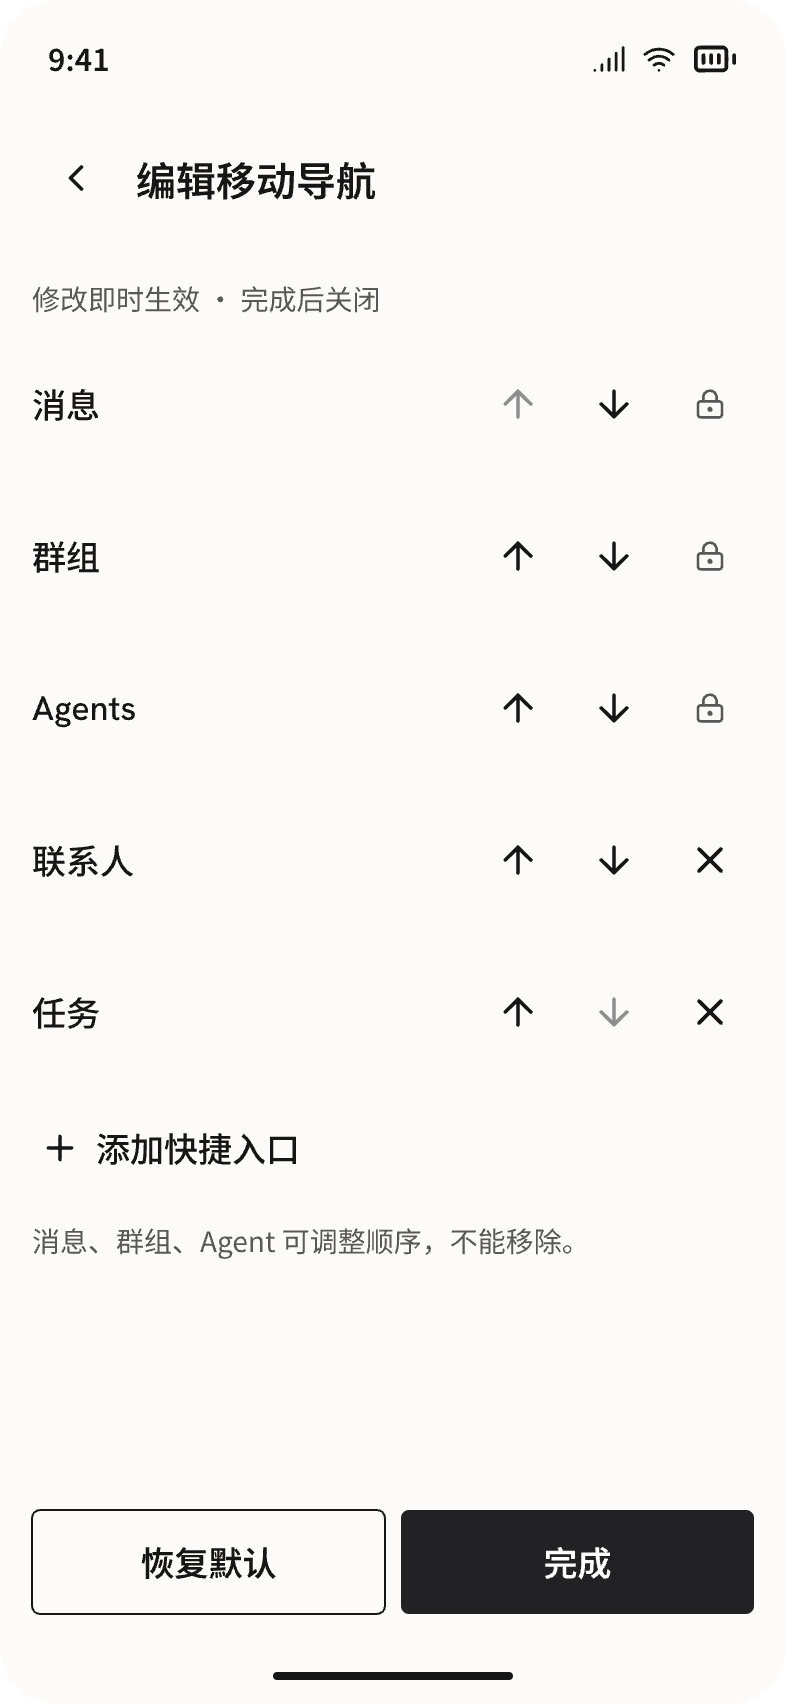 9:41
编辑移动导航
修改即时生效 · 完成后关闭
消息
群组
Agents
联系人
任务
添加快捷入口
消息、群组、Agent 可调整顺序，不能移除。
恢复默认
完成